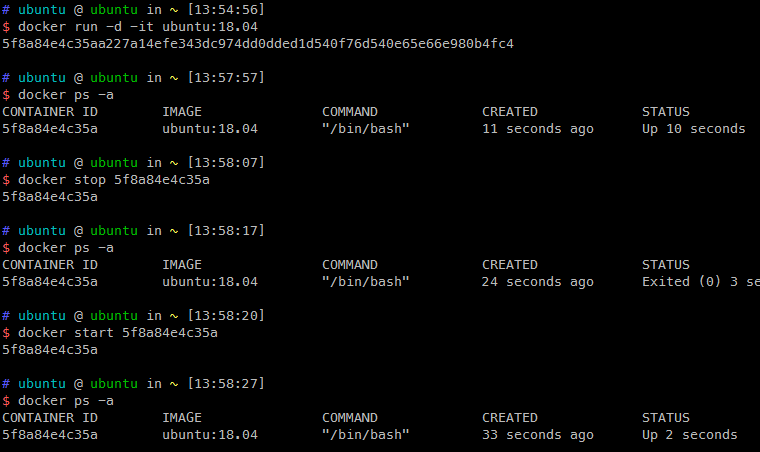 # ubuntu @ ubuntu in ~ [13:54:56]
$ docker run -d -it ubuntu:18.04
5f8a84e4c35aa227a14efe343dc974dd0dded1d540f76d540e65e66e980b4fc4
# ubuntu @ ubuntu in ~ [13:57:57]
$ docker ps -a
CONTAINER ID        IMAGE               COMMAND             CREATED             STATUS
5f8a84e4c35a        ubuntu:18.04        "/bin/bash"         11 seconds ago      Up 10 seconds
# ubuntu @ ubuntu in ~ [13:58:07]
$ docker stop 5f8a84e4c35a
5f8a84e4c35a
# ubuntu @ ubuntu in ~ [13:58:17]
$ docker ps -a
CONTAINER ID        IMAGE               COMMAND             CREATED             STATUS
5f8a84e4c35a        ubuntu:18.04        "/bin/bash"         24 seconds ago      Exited (0) 3 se
# ubuntu @ ubuntu in ~ [13:58:20]
$ docker start 5f8a84e4c35a
5f8a84e4c35a
# ubuntu @ ubuntu in ~ [13:58:27]
$ docker ps -a
CONTAINER ID        IMAGE               COMMAND             CREATED             STATUS
5f8a84e4c35a        ubuntu:18.04        "/bin/bash"         33 seconds ago      Up 2 seconds